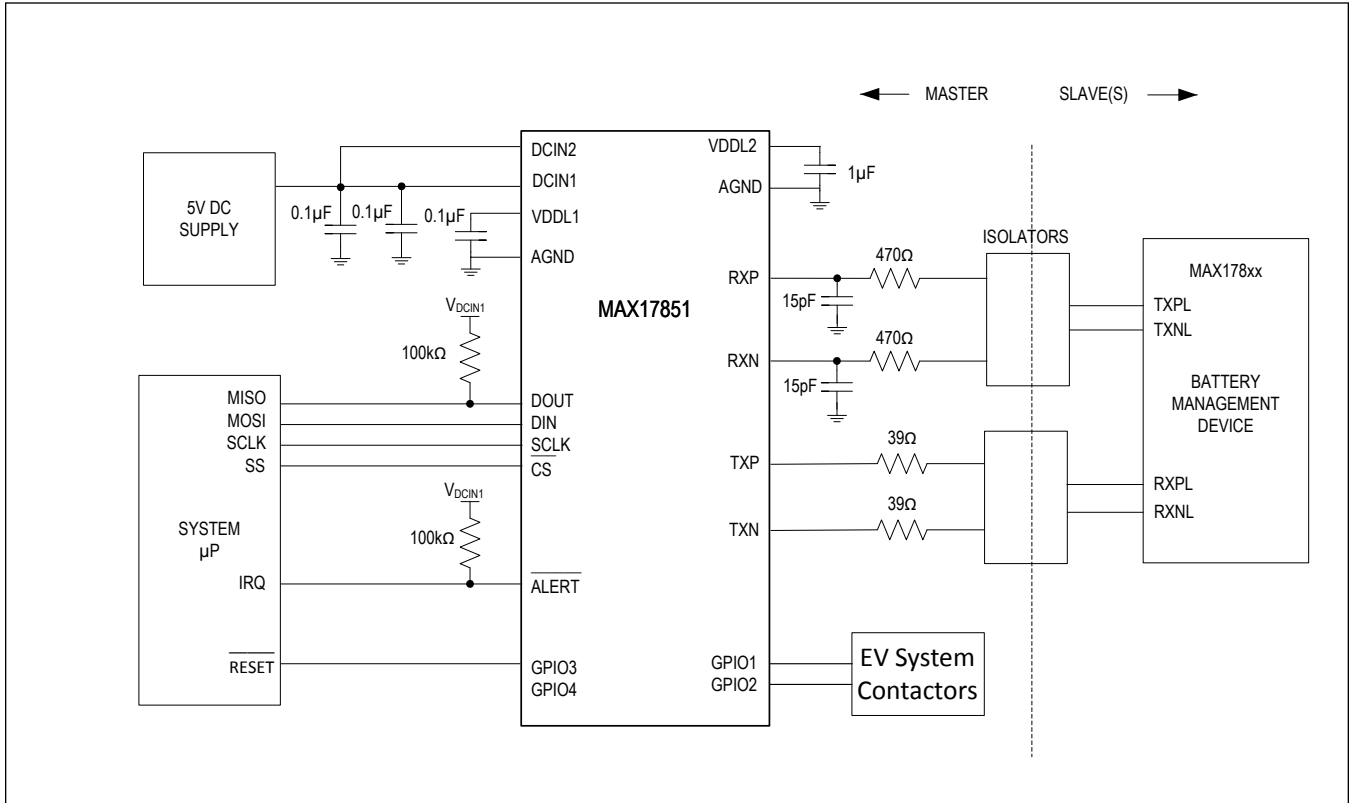 MASTER
SLAVE(S)
5V DC
SUPPLY
0.1µF
0.1µF
0.1µF
DCIN2
DCIN1
VDDL1
AGND
VDDL2
AGND
1µF
MAX17851
RXP
15pF
470Ω
RXN
15pF
470Ω
TXP
39Ω
TXN
39Ω
ISOLATORS
MAX178xx
TXPL
TXNL
BATTERY
MANAGEMENT
DEVICE
RXPL
RXNL
VDCIN1
100kΩ
MISO
MOSI
SCLK
SS
DOUT
DIN
SCLK
CS
VDCIN1
100kΩ
SYSTEM
µP
IRQ
ALERT
RESET
GPIO3
GPIO4
GPIO1
GPIO2
EV System
Contactors